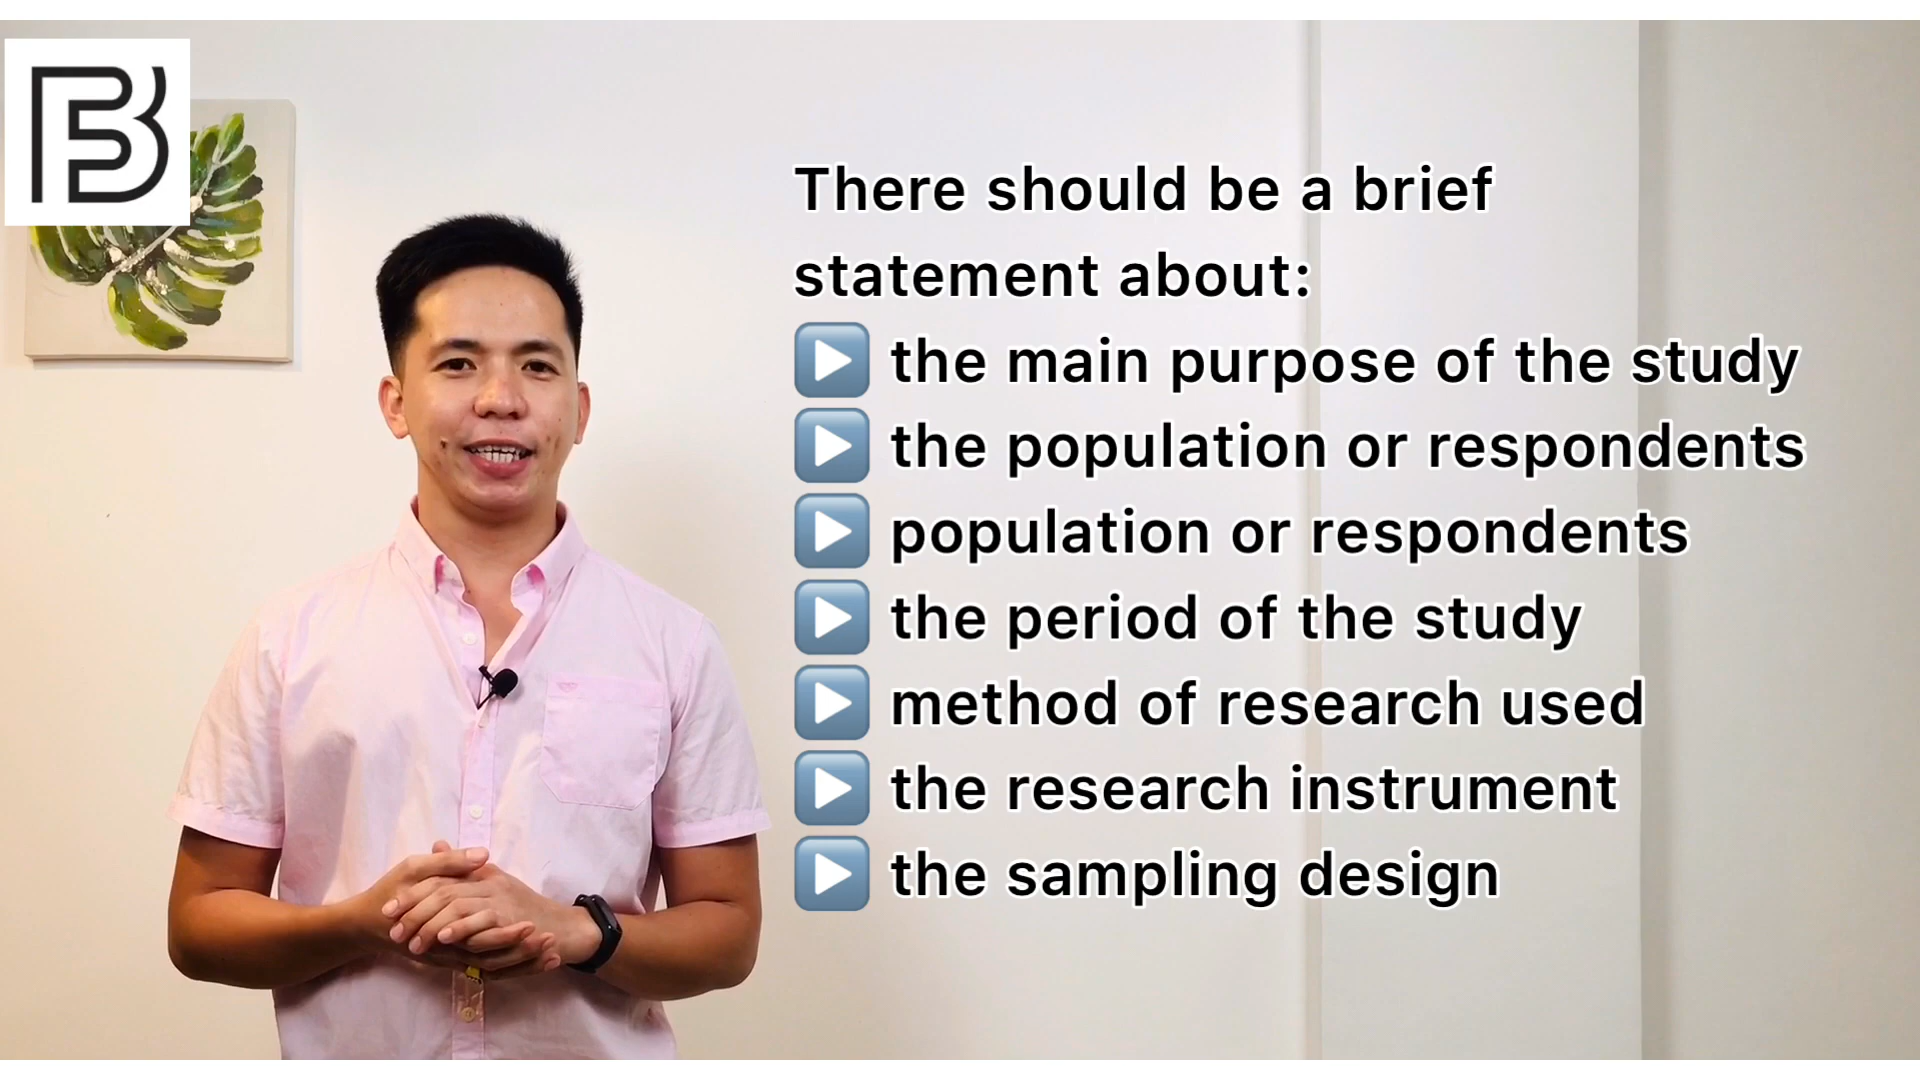 There should be a brief
statement about:
▶️ the main purpose of the study
▶️ the population or respondents
▶️ population or respondents
▶️ the period of the study
▶️ method of research used
▶️ the research instrument
▶️ the sampling design